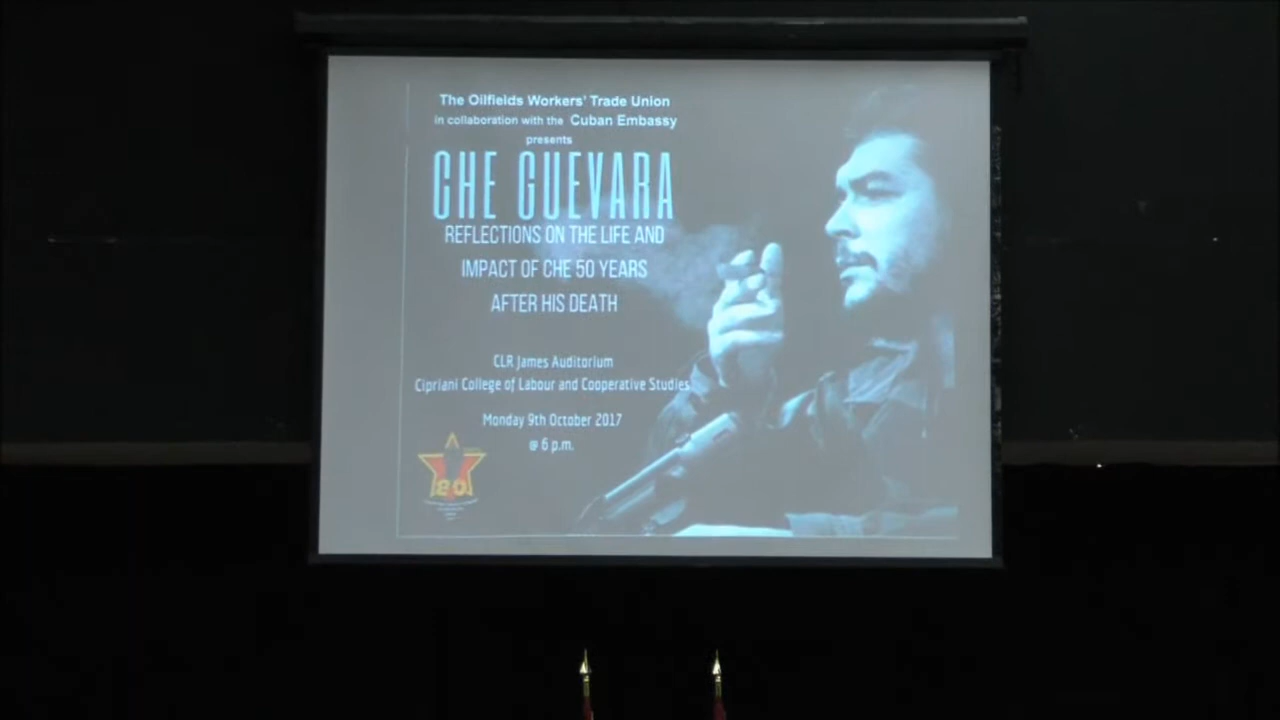 The Oilfields Workers' Trade Union
in collaboration with the Cuban Embassy
presents
CHE GUEVARA
REFLECTIONS ON THE LIFE AND
IMPACT OF CHE 50 YEARS
AFTER HIS DEATH
CLR James Auditorium
Cipriani College of Labour and Cooperative Studies
Monday 9th October 2017
@ 6 p.m.
80